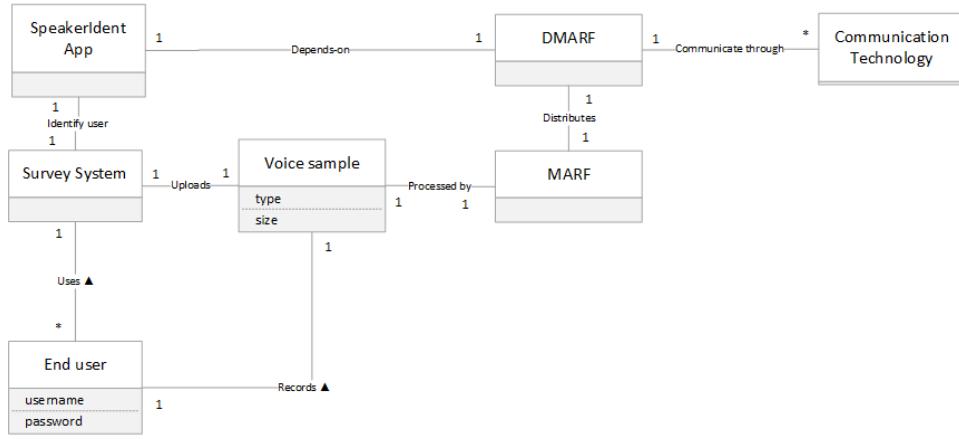 SpeakerIdent
App
1
Depends-on
1
DMARF
1
Communicate through
*
Communication
Technology
1
Identify user
1
1
Distributes
1
Survey System
1
Uploads
1
Voice sample
type
size
1
Processed by
1
MARF
1
1
Uses ▲
*
End user
username
password
1
Records ▲